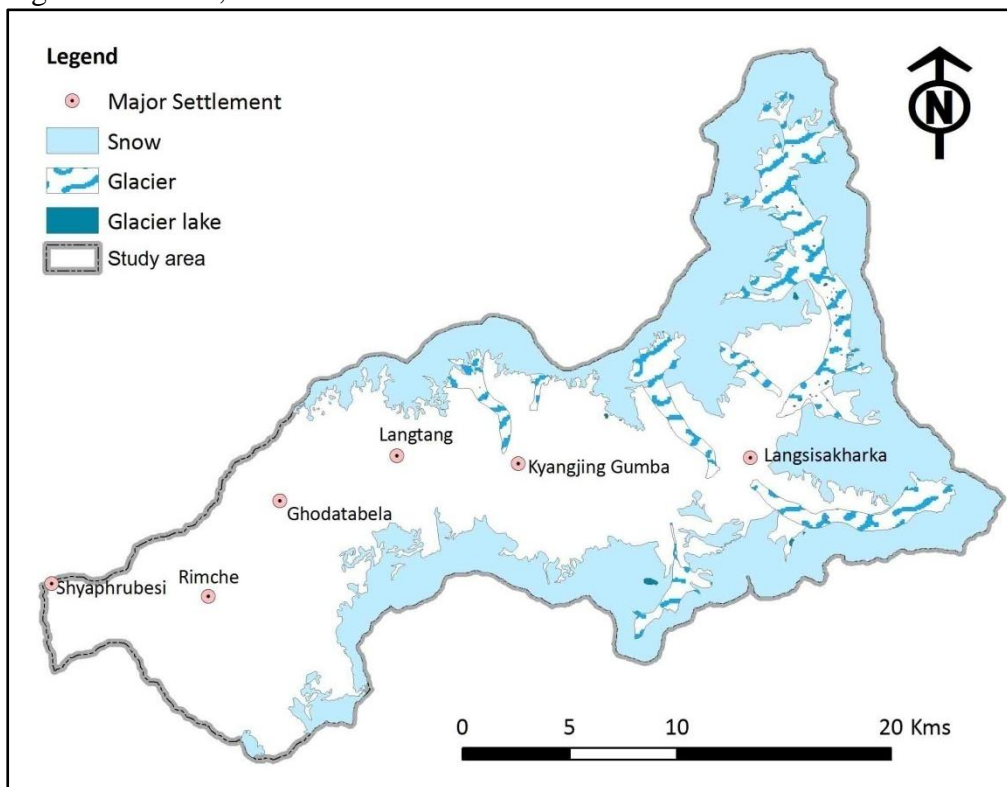 Legend
Major Settlement
Snow
Glacier
Glacier lake
Study area
N
Langtang
Kyangjing Gumba
Langsisakharka
Ghodatabela
Shyaphrubesi
Rimche
0 5 10 20 Kms